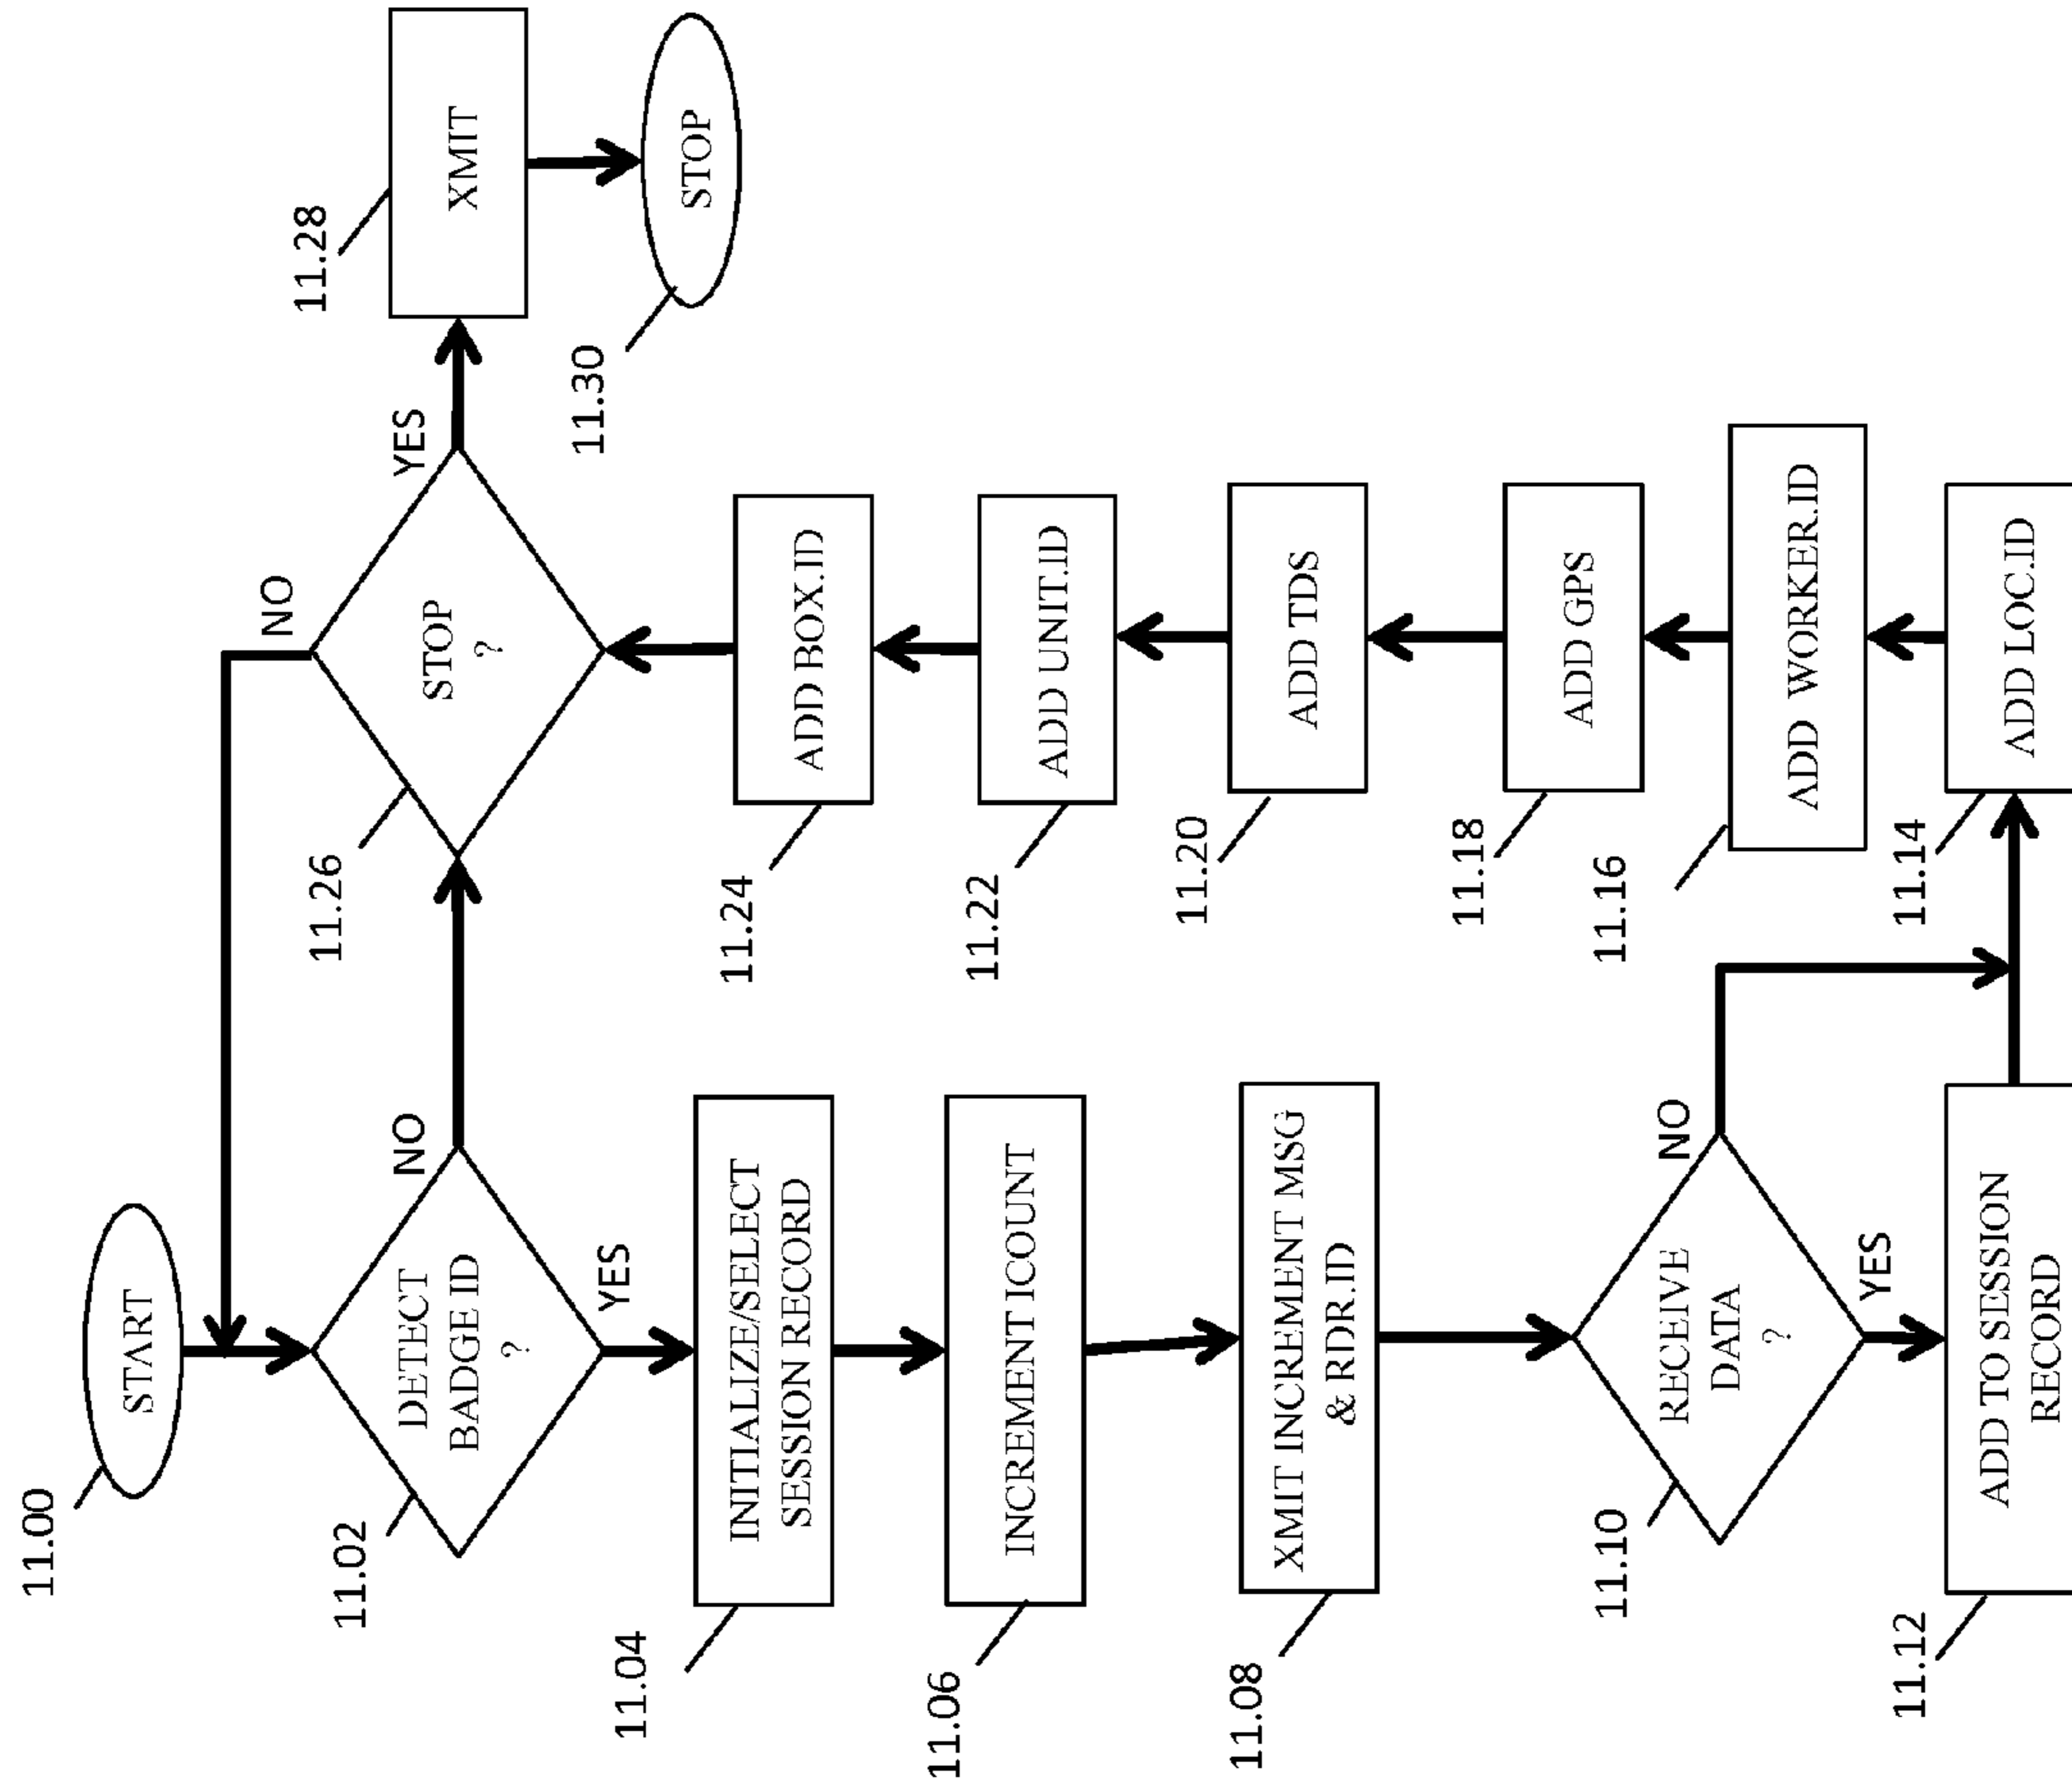 11.00
START
11.02
DETECT
BADGE ID
?
NO
YES
11.04
INITIALIZE/SELECT
SESSION RECORD
11.06
INCREMENT ICOUNT
11.08
XMIT INCREMENT MSG
& RDR.ID
11.10
RECEIVE
DATA
?
NO
YES
11.12
ADD TO SESSION
RECORD
11.14
ADD LOC.ID
11.16
ADD WORKER.ID
11.18
ADD GPS
11.20
ADD TDS
11.22
ADD UNIT.ID
11.24
ADD BOX.ID
11.26
STOP
?
NO
YES
11.28
XMIT
11.30
STOP